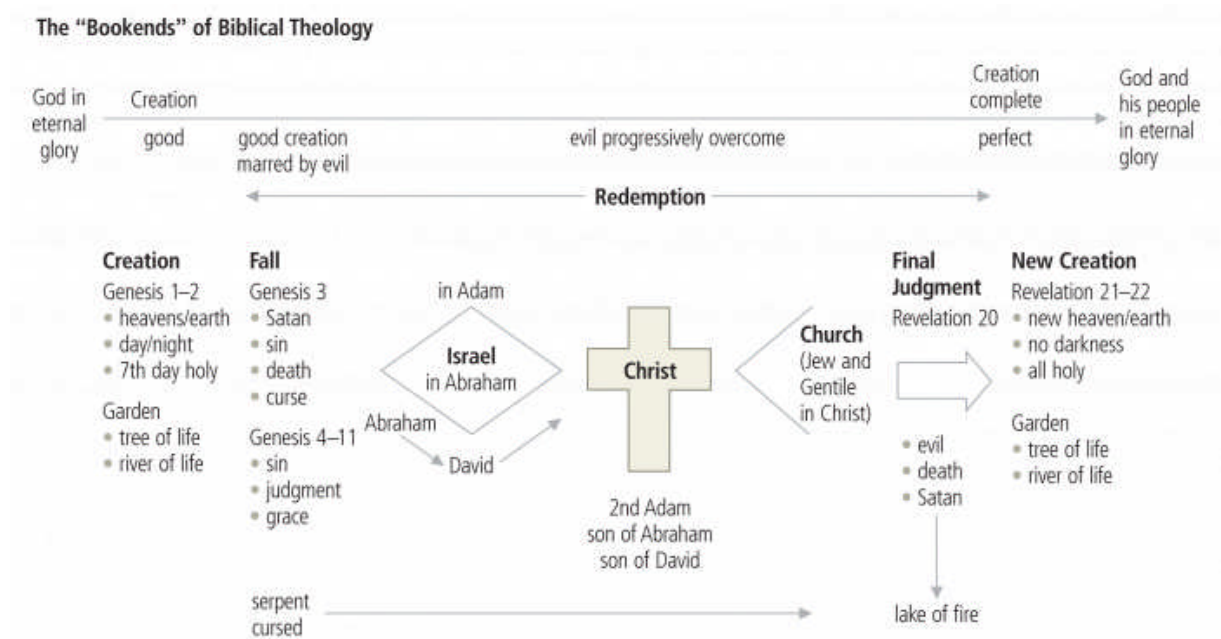 The “Bookends” of Biblical Theology
God in
eternal
glory
Creation
good
good creation
marred by evil
evil progressively overcome
Creation
complete
perfect
God and
his people
in eternal
glory
Redemption
Creation
Genesis 1–2
• heavens/earth
• day/night
• 7th day holy
Garden
• tree of life
• river of life
Fall
Genesis 3
• Satan
• sin
• death
• curse
Genesis 4–11
• sin
• judgment
• grace
in Adam
Israel
in Abraham
Abraham
David
Christ
2nd Adam
son of Abraham
son of David
Church
(Jew and
Gentile
in Christ)
Final
Judgment
Revelation 20
• evil
• death
• Satan
lake of fire
New Creation
Revelation 21–22
• new heaven/earth
• no darkness
• all holy
Garden
• tree of life
• river of life
serpent
cursed